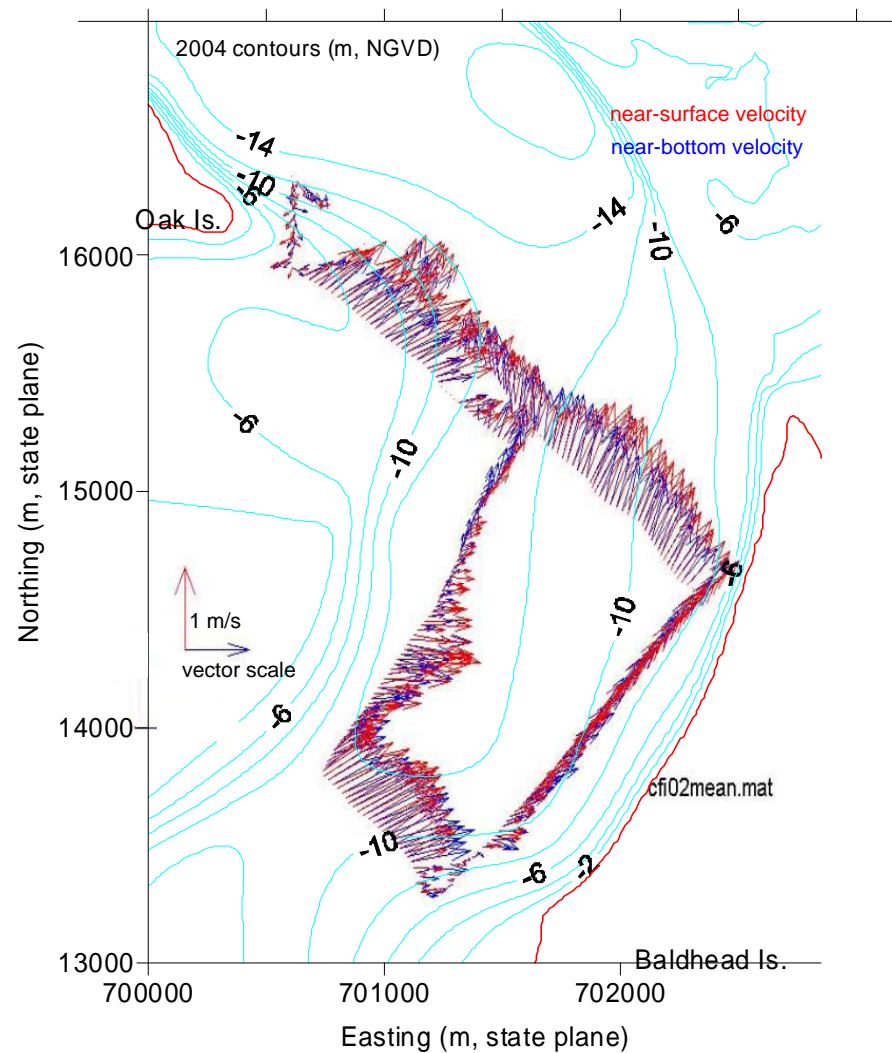 2004 contours (m, NGVD)
near-surface velocity
near-bottom velocity
-14
-10
-6
Oak Is.
-14
-10
-6
16000
-6
-10
15000
-6
-10
1 m/s
vector scale
-6
14000
cfi02mean.mat
-10
-6
-2
13000
Baldhead Is.
700000
701000
702000
Northing (m, state plane)
Easting (m, state plane)